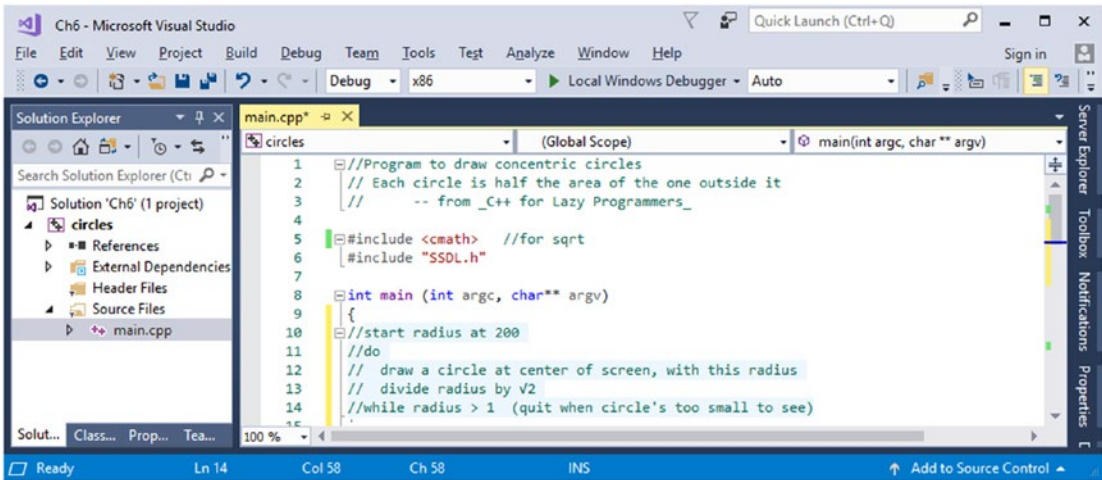 Ch6 - Microsoft Visual Studio
Quick Launch (Ctrl+Q)
File Edit View Project Build Debug Team Tools Test Analyze Window Help Sign in
Debug x86 Local Windows Debugger Auto
Solution Explorer
Search Solution Explorer (Ct
Solution 'Ch6' (1 project)
circles
References
External Dependencies
Header Files
Source Files
main.cpp
Solut... Class... Prop... Tea...
main.cpp*
circles (Global Scope) main(int argc, char ** argv)
1 //Program to draw concentric circles
2 // Each circle is half the area of the one outside it
3 // -- from _C++ for Lazy Programmers_
4
5 #include <cmath> //for sqrt
6 #include "SSDL.h"
7
8 int main (int argc, char** argv)
9 {
10 //start radius at 200
11 //do
12 // draw a circle at center of screen, with this radius
13 // divide radius by √2
14 //while radius > 1 (quit when circle's too small to see)
15
100 %
Server Explorer
Toolbox
Notifications
Properties
Ready Ln 14 Col 58 Ch 58 INS Add to Source Control